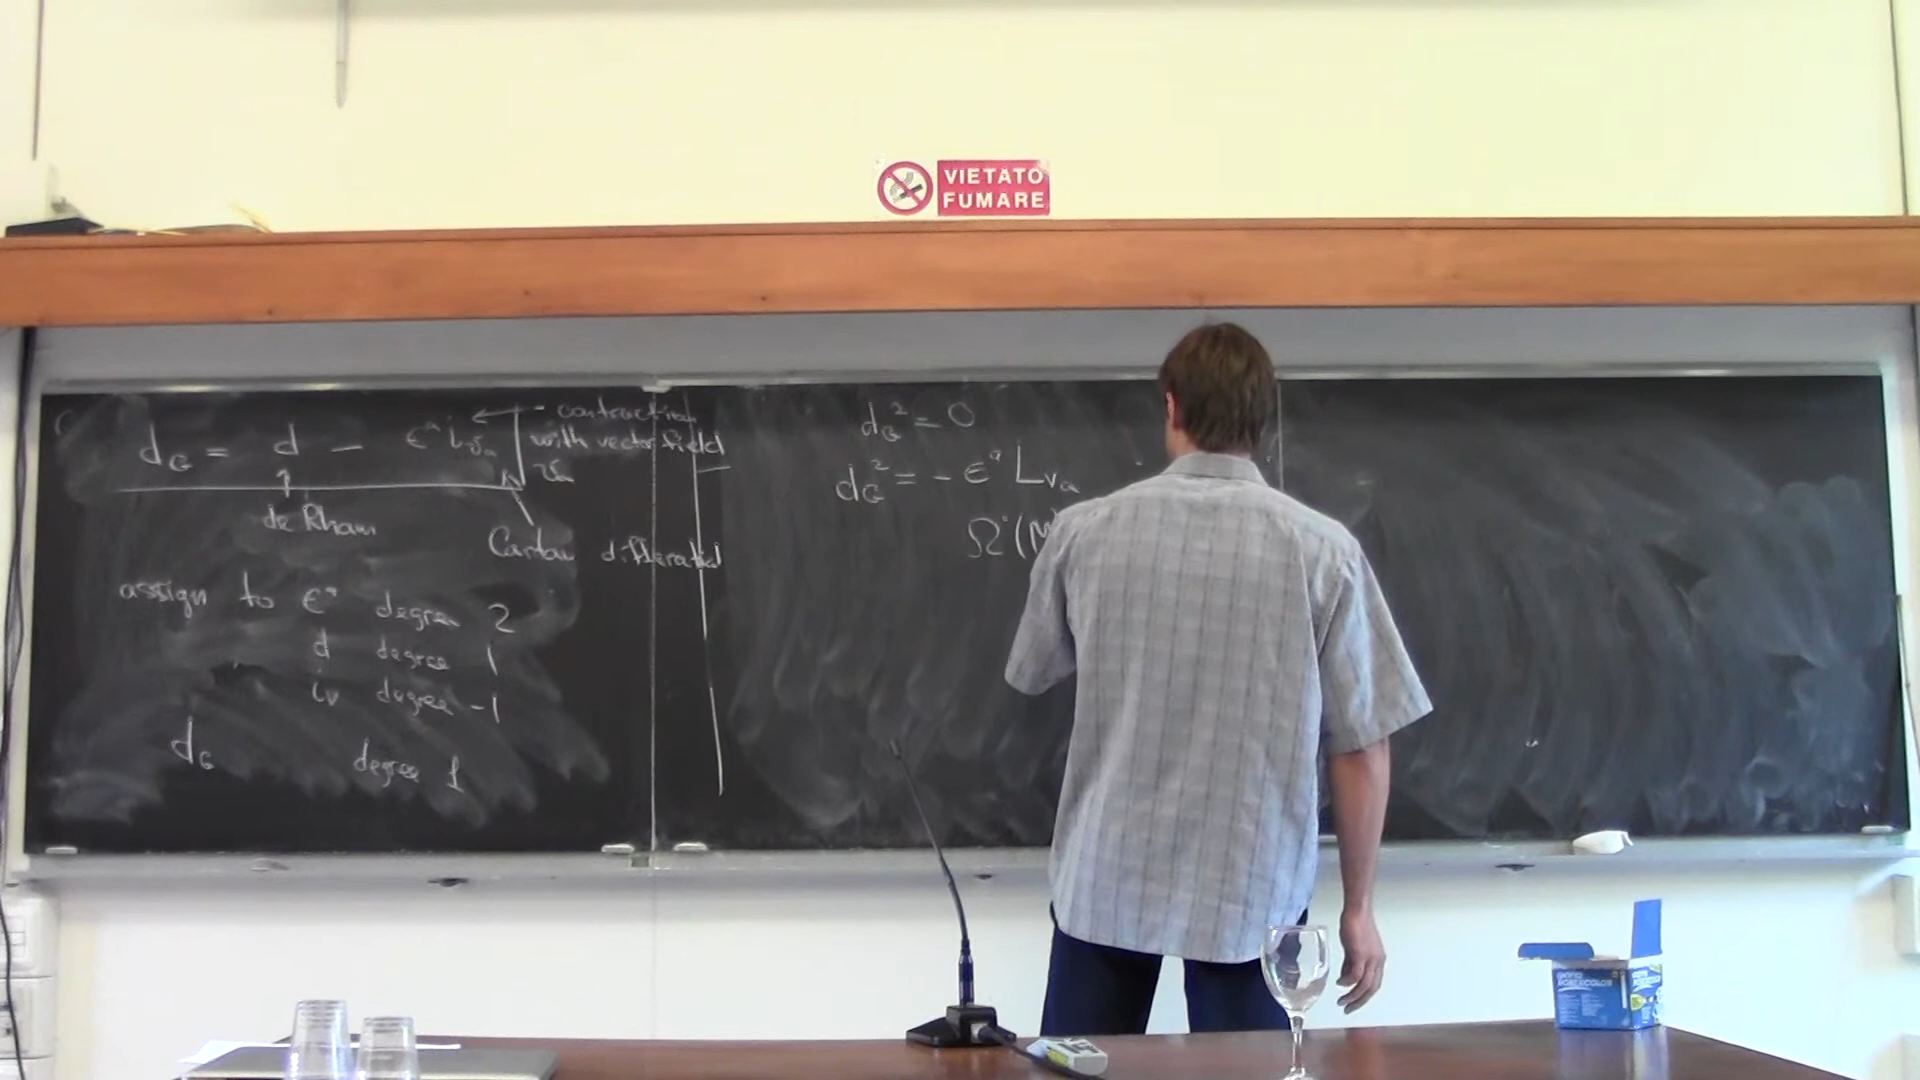 VIETATO
FUMARE
d_G = d - ε^a i_{v_a} ← contraction
with vector field
v_a
de Rham
Cartan differential
assign to ε^a degree 2
d degree 1
i_v degree -1
d_G degree 1
d_G^2 = 0
d_G^2 = - ε^a L_{v_a}
Ω^•(M